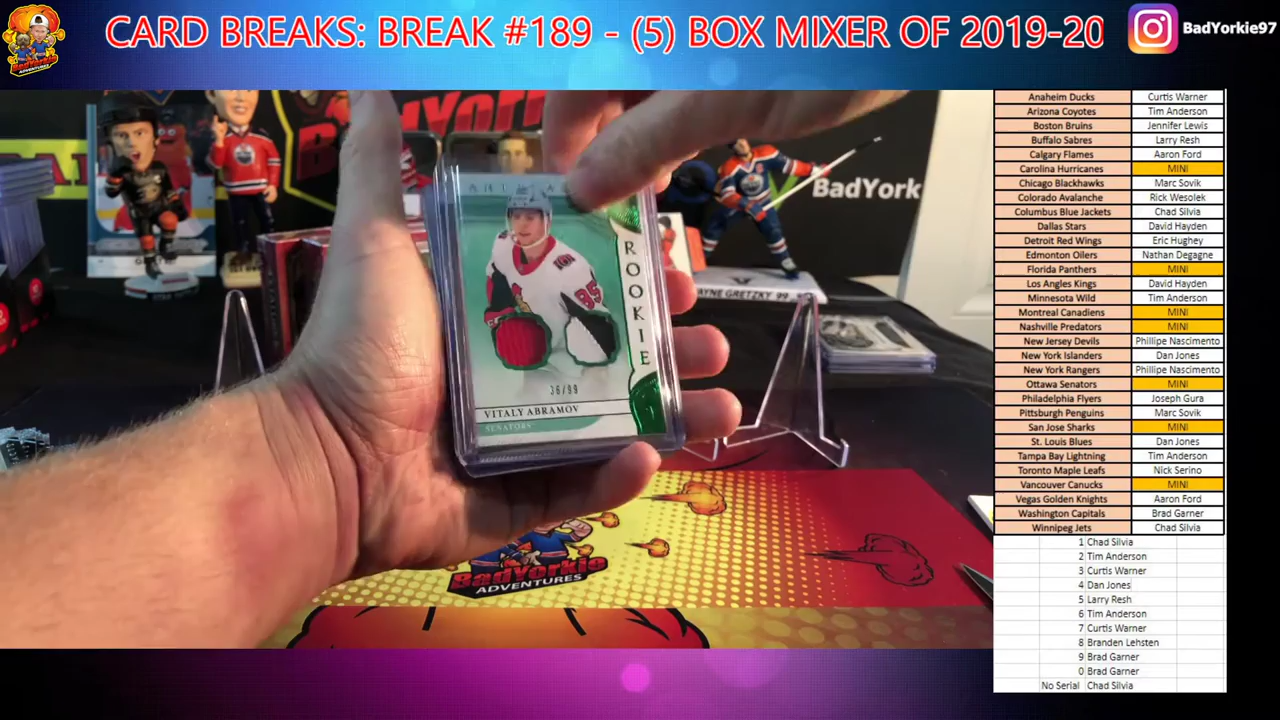 CARD BREAKS: BREAK #189 - (5) BOX MIXER OF 2019-20
BadYorkie97
BadYork
WAYNE GRETZKY 99
ROOKIE
85
36/99
VITALY ABRAMOV
SENATORS
BadYorkie
ADVENTURES
Anaheim Ducks Curtis Warner
Arizona Coyotes Tim Anderson
Boston Bruins Jennifer Lewis
Buffalo Sabres Larry Resh
Calgary Flames Aaron Ford
Carolina Hurricanes MINI
Chicago Blackhawks Marc Sovik
Colorado Avalanche Rick Wesolek
Columbus Blue Jackets Chad Silvia
Dallas Stars David Hayden
Detroit Red Wings Eric Hughey
Edmonton Oilers Nathan Degagne
Florida Panthers MINI
Los Angeles Kings David Hayden
Minnesota Wild Tim Anderson
Montreal Canadiens MINI
Nashville Predators MINI
New Jersey Devils Phillipe Nascimento
New York Islanders Dan Jones
New York Rangers Phillipe Nascimento
Ottawa Senators MINI
Philadelphia Flyers Joseph Gura
Pittsburgh Penguins Marc Sovik
San Jose Sharks MINI
St. Louis Blues Dan Jones
Tampa Bay Lightning Tim Anderson
Toronto Maple Leafs Nick Serino
Vancouver Canucks MINI
Vegas Golden Knights Aaron Ford
Washington Capitals Brad Garner
Winnipeg Jets Chad Silvia
1 Chad Silvia
2 Tim Anderson
3 Curtis Warner
4 Dan Jones
5 Larry Resh
6 Tim Anderson
7 Curtis Warner
8 Branden Lehsten
9 Brad Garner
0 Brad Garner
No Serial Chad Silvia